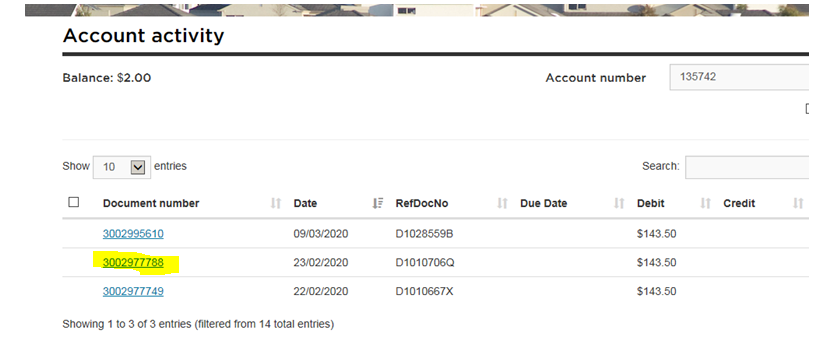 Account activity
Balance: $2.00 Account number 135742
Show 10 entries Search:
Document number Date RefDocNo Due Date Debit Credit
3002995610 09/03/2020 D1028559B $143.50
3002977788 23/02/2020 D1010706Q $143.50
3002977749 22/02/2020 D1010667X $143.50
Showing 1 to 3 of 3 entries (filtered from 14 total entries)